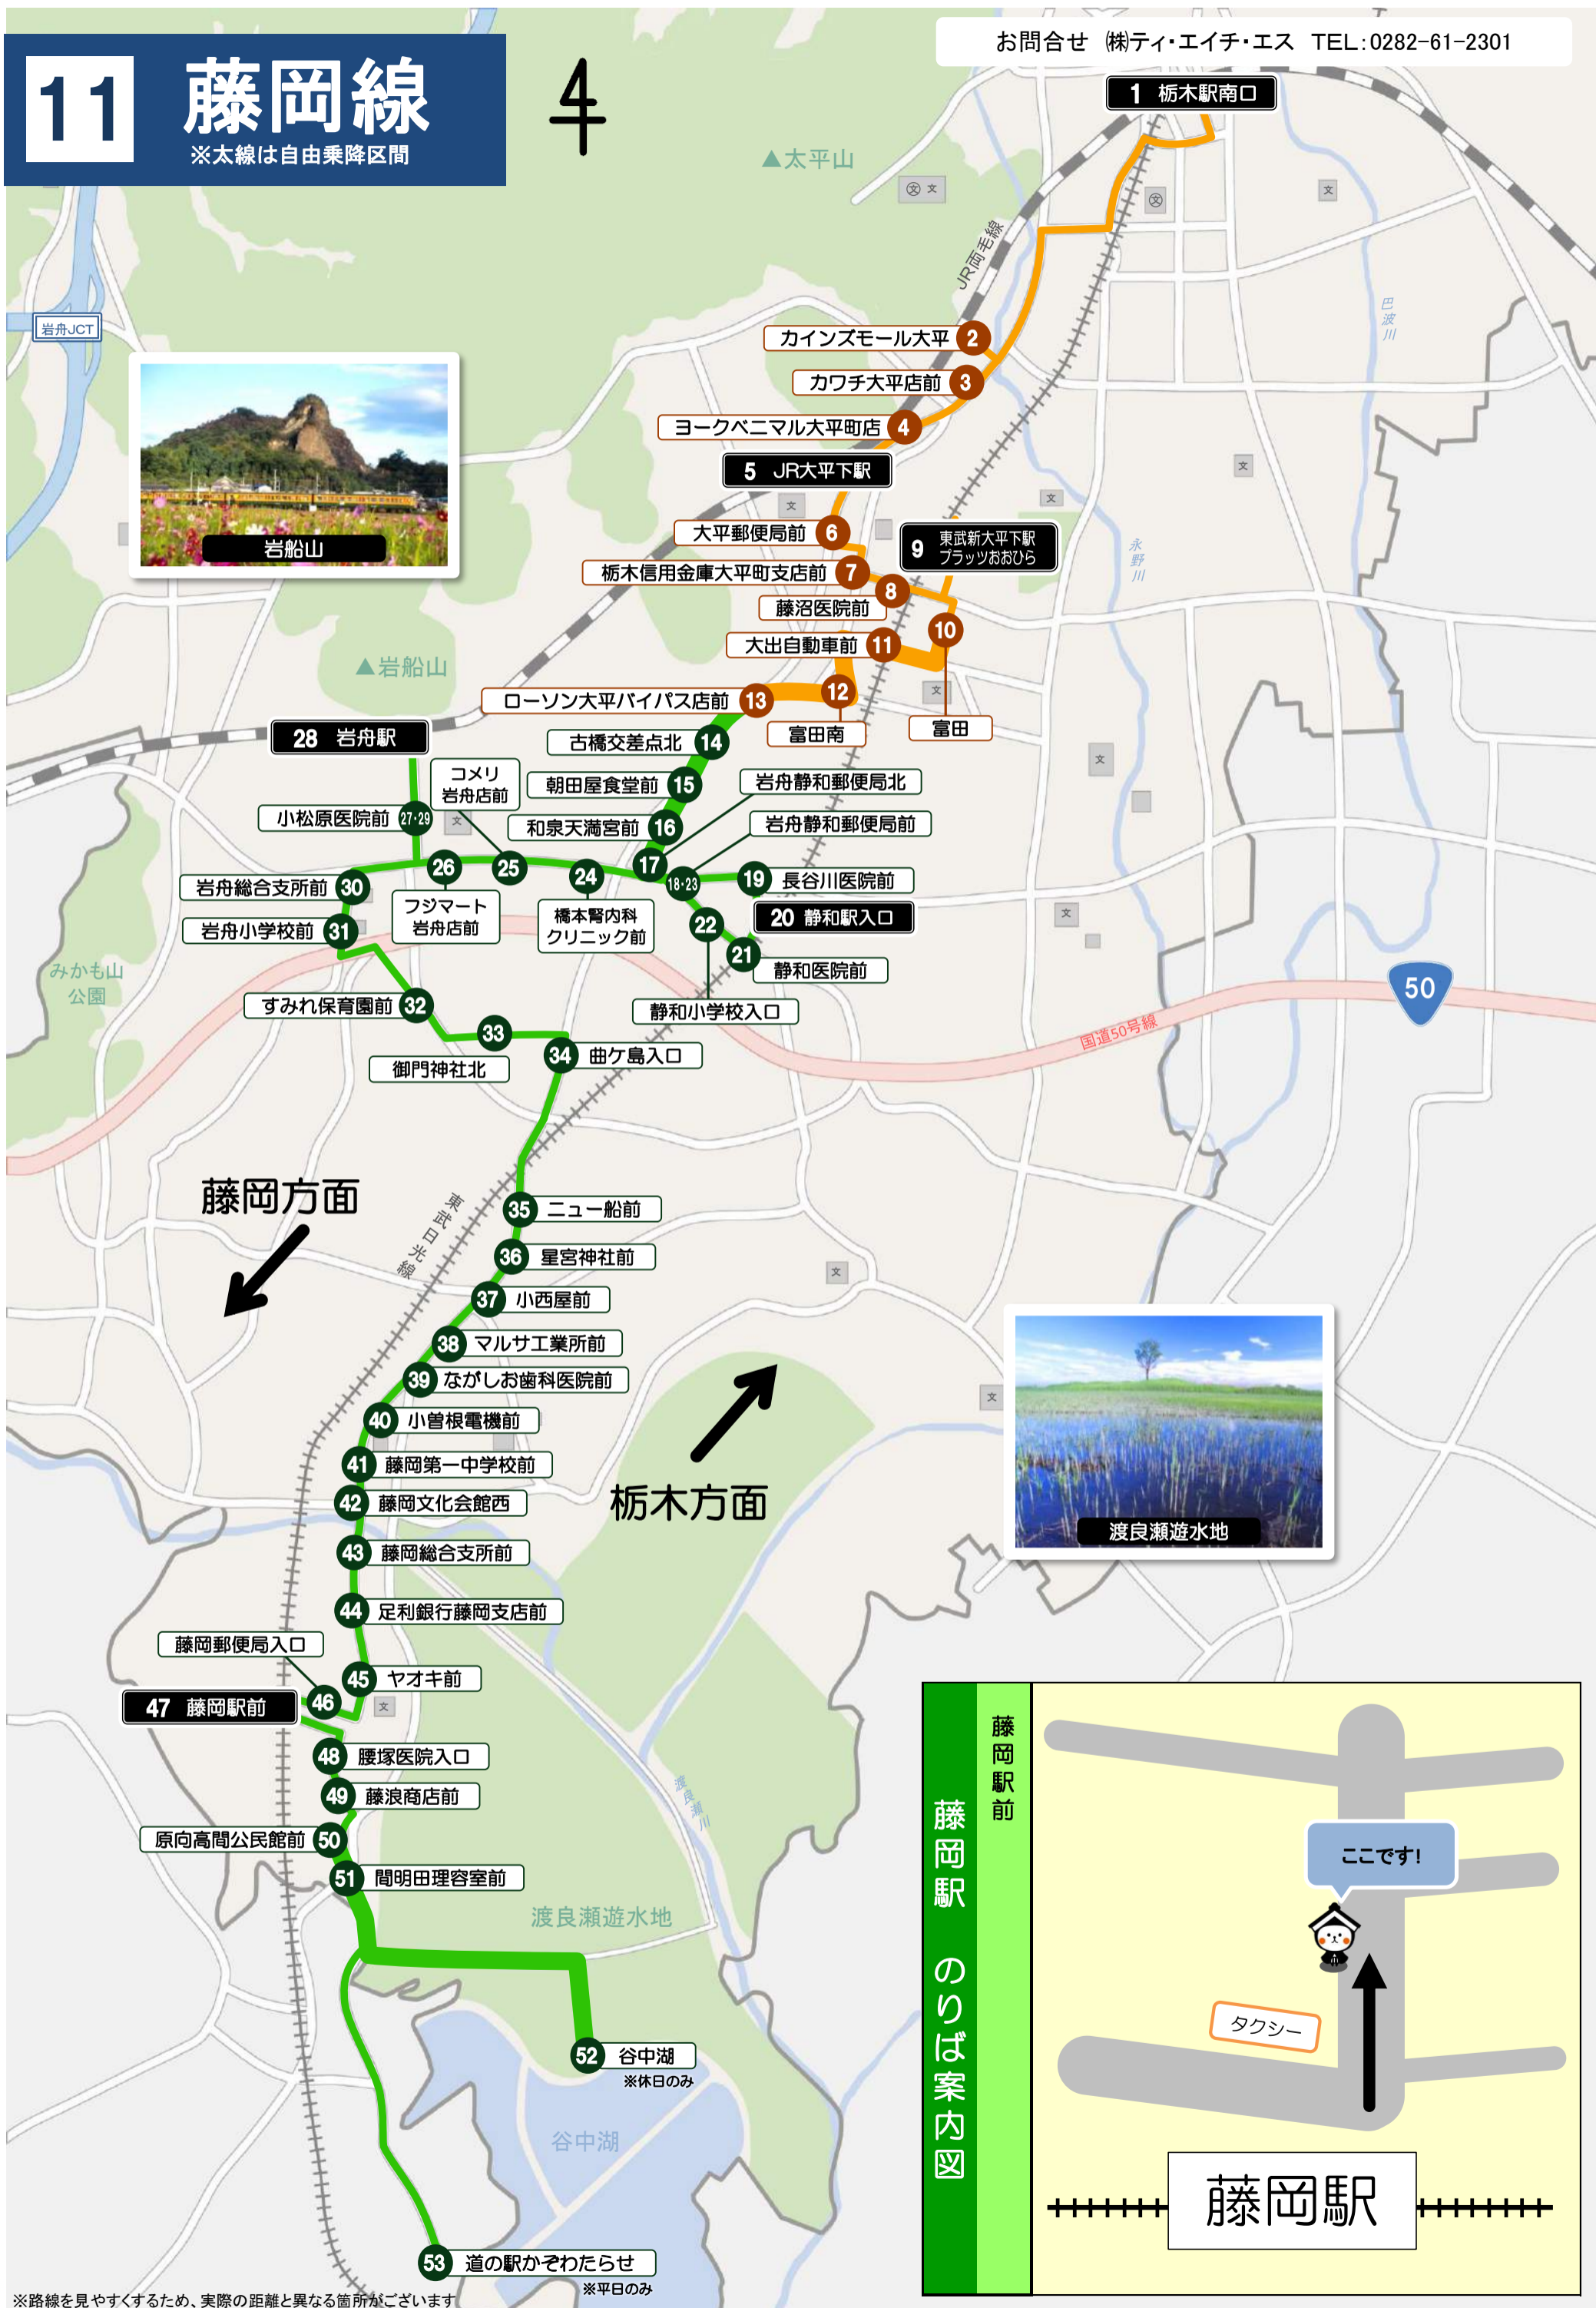 お問合せ ㈱ティ・エイチ・エス TEL:0282-61-2301
11 藤岡線
※太線は自由乗降区間
1 栃木駅南口
▲太平山
JR両毛線
巴波川
岩舟JCT
カインズモール大平 2
カワチ大平店前 3
ヨークベニマル大平町店 4
5 JR大平下駅
大平郵便局前 6
9 東武新大平下駅
プラッツおおひら
永野川
岩船山
栃木信用金庫大平町支店前 7
8
藤沼医院前
10
大出自動車前 11
▲岩船山
ローソン大平バイパス店前 13
12
富田南
富田
28 岩舟駅
古橋交差点北 14
コメリ
岩舟店前
朝田屋食堂前 15
岩舟静和郵便局北
小松原医院前 27・29
和泉天満宮前 16
岩舟静和郵便局前
17
26
25
24
18・23
19 長谷川医院前
岩舟総合支所前 30
フジマート
岩舟店前
橋本腎内科
クリニック前
20 静和駅入口
22
岩舟小学校前 31
21
静和医院前
みかも山
公園
50
すみれ保育園前 32
静和小学校入口
国道50号線
33
御門神社北
34 曲ケ島入口
藤岡方面
東武日光線
35 ニュー船前
36 星宮神社前
37 小西屋前
38 マルサ工業所前
39 ながしお歯科医院前
40 小曽根電機前
41 藤岡第一中学校前
42 藤岡文化会館西
栃木方面
渡良瀬遊水地
43 藤岡総合支所前
44 足利銀行藤岡支店前
藤岡郵便局入口
45 ヤオキ前
46
47 藤岡駅前
48 腰塚医院入口
49 藤浪商店前
渡良瀬川
原向高間公民館前 50
51 間明田理容室前
渡良瀬遊水地
52 谷中湖
※休日のみ
谷中湖
53 道の駅かぞわたらせ
※平日のみ
藤岡駅 のりば案内図
藤岡駅前
ここです!
タクシー
藤岡駅
※路線を見やすくするため、実際の距離と異なる箇所がございます